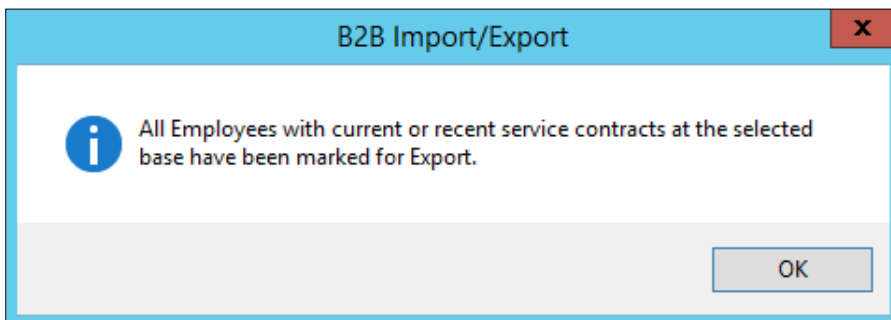 B2B Import/Export
x
All Employees with current or recent service contracts at the selected
base have been marked for Export.
OK